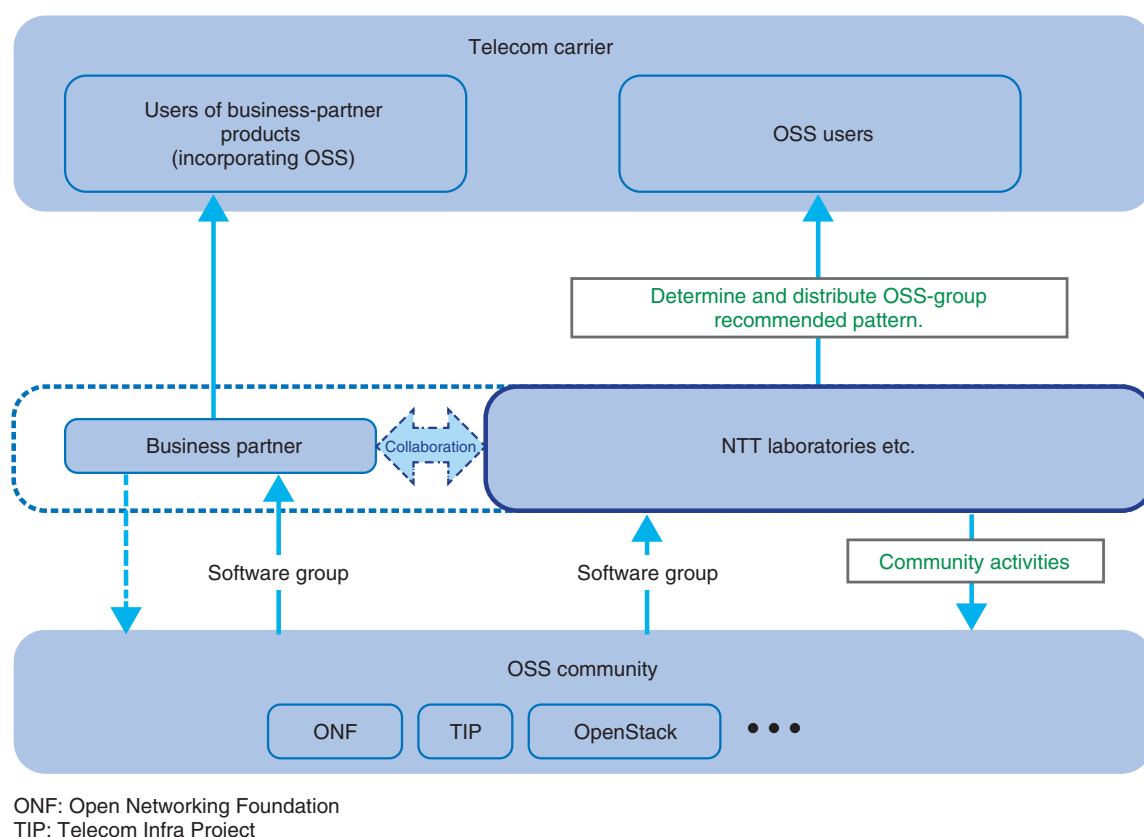 Telecom carrier
Users of business-partner
products
(incorporating OSS)
OSS users
Determine and distribute OSS-group
recommended pattern.
Business partner
Collaboration
NTT laboratories etc.
Software group
Software group
Community activities
OSS community
ONF
TIP
OpenStack
•••
ONF: Open Networking Foundation
TIP: Telecom Infra Project